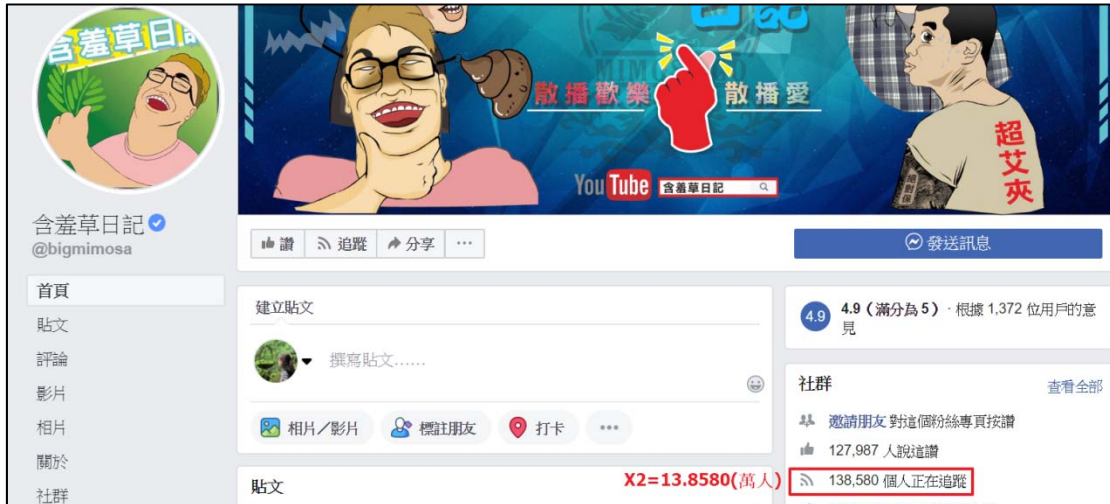 含羞草日記
日記
散播歡樂
散播愛
超艾夾
絕對保
YouTube 含羞草日記
含羞草日記
@bigmimosa
讚 追蹤 分享 ...
發送訊息
首頁
貼文
評論
影片
相片
關於
社群
建立貼文
撰寫貼文......
相片/影片 標註朋友 打卡 ...
貼文
4.9 4.9(滿分為 5)· 根據 1,372 位用戶的意
見
社群 查看全部
邀請朋友 對這個粉絲專頁按讚
127,987 人說這讚
X2=13.8580(萬人) 138,580 個人正在追蹤